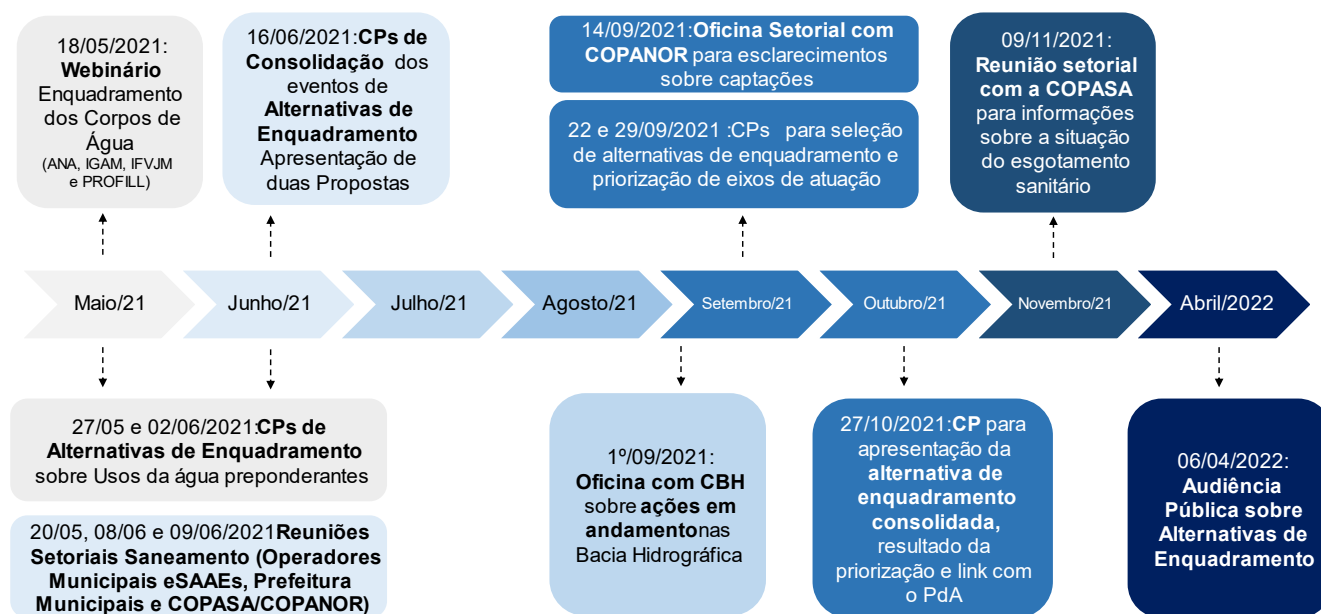 18/05/2021:
Webinário
Enquadramento
dos Corpos de
Água
(ANA, IGAM, IFVJM
e PROFILL)
16/06/2021:CPs de
Consolidação dos
eventos de
Alternativas de
Enquadramento
Apresentação de
duas Propostas
14/09/2021:Oficina Setorial com
COPANOR para esclarecimentos
sobre captações
22 e 29/09/2021 :CPs para seleção
de alternativas de enquadramento e
priorização de eixos de atuação
09/11/2021:
Reunião setorial
com a COPASA
para informações
sobre a situação
do esgotamento
sanitário
Maio/21
Junho/21
Julho/21
Agosto/21
Setembro/21
Outubro/21
Novembro/21
Abril/2022
27/05 e 02/06/2021:CPs de
Alternativas de Enquadramento
sobre Usos da água preponderantes
20/05, 08/06 e 09/06/2021Reuniões
Setoriais Saneamento (Operadores
Municipais eSAAEs, Prefeitura
Municipais e COPASA/COPANOR)
1º/09/2021:
Oficina com CBH
sobre ações em
andamentonas
Bacia Hidrográfica
27/10/2021:CP para
apresentação da
alternativa de
enquadramento
consolidada,
resultado da
priorização e link com
o PdA
06/04/2022:
Audiência
Pública sobre
Alternativas de
Enquadramento